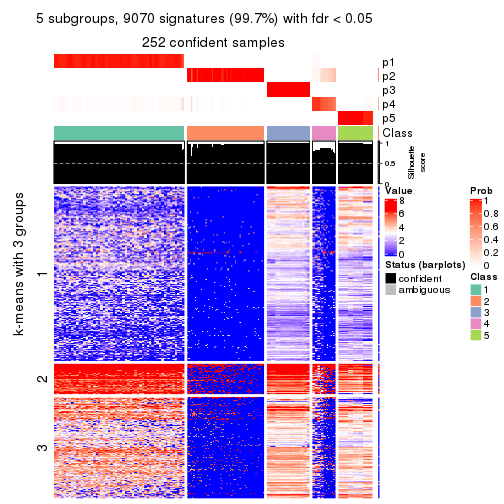 5 subgroups, 9070 signatures (99.7%) with fdr < 0.05
252 confident samples
p1
p2
p3
p4
p5
Class
1
0.5
0
Silhouette
score
k-means with 3 groups
1
2
3
Value
8
6
4
2
0
Status (barplots)
confident
ambiguous
Prob
1
0.8
0.6
0.4
0.2
0
Class
1
2
3
4
5